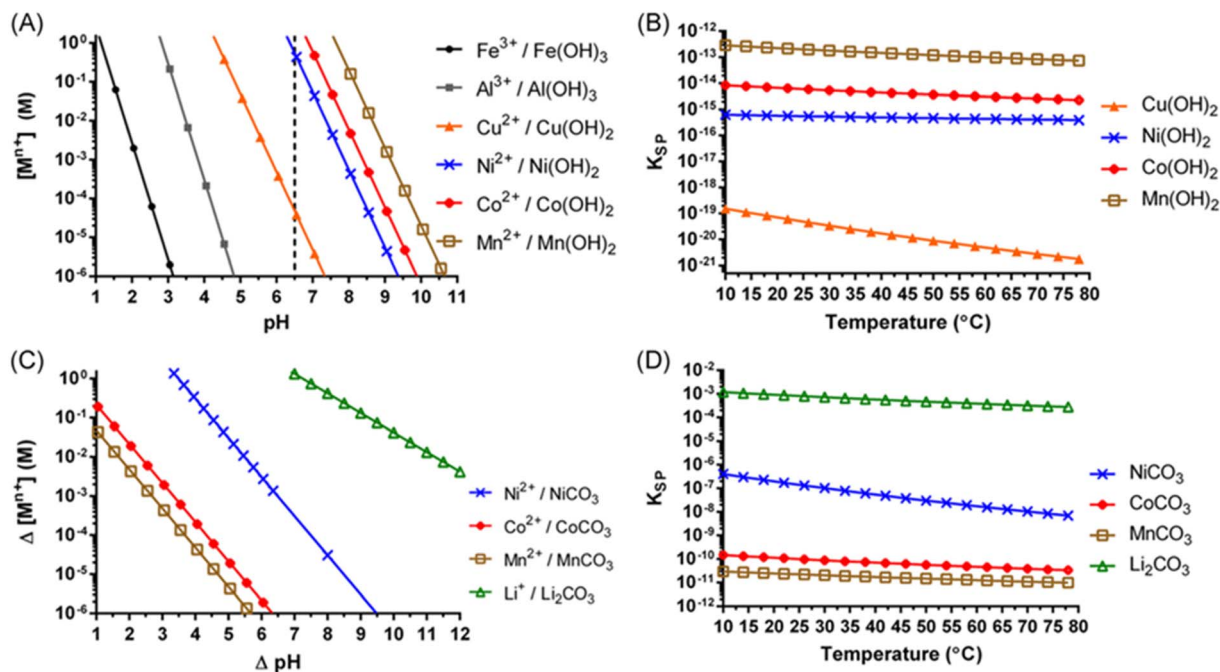 (A)
[Mⁿ⁺] (M)
10⁰
10⁻¹
10⁻²
10⁻³
10⁻⁴
10⁻⁵
10⁻⁶
1 2 3 4 5 6 7 8 9 10 11
pH
Fe³⁺ / Fe(OH)₃
Al³⁺ / Al(OH)₃
Cu²⁺ / Cu(OH)₂
Ni²⁺ / Ni(OH)₂
Co²⁺ / Co(OH)₂
Mn²⁺ / Mn(OH)₂
(B)
K_SP
10⁻¹²
10⁻¹³
10⁻¹⁴
10⁻¹⁵
10⁻¹⁶
10⁻¹⁷
10⁻¹⁸
10⁻¹⁹
10⁻²⁰
10⁻²¹
10 15 20 25 30 35 40 45 50 55 60 65 70 75 80
Temperature (°C)
Cu(OH)₂
Ni(OH)₂
Co(OH)₂
Mn(OH)₂
(C)
Δ [Mⁿ⁺] (M)
10⁰
10⁻¹
10⁻²
10⁻³
10⁻⁴
10⁻⁵
10⁻⁶
1 2 3 4 5 6 7 8 9 10 11 12
Δ pH
Ni²⁺ / NiCO₃
Co²⁺ / CoCO₃
Mn²⁺ / MnCO₃
Li⁺ / Li₂CO₃
(D)
K_SP
10⁻²
10⁻³
10⁻⁴
10⁻⁵
10⁻⁶
10⁻⁷
10⁻⁸
10⁻⁹
10⁻¹⁰
10⁻¹¹
10⁻¹²
10 15 20 25 30 35 40 45 50 55 60 65 70 75 80
Temperature (°C)
NiCO₃
CoCO₃
MnCO₃
Li₂CO₃